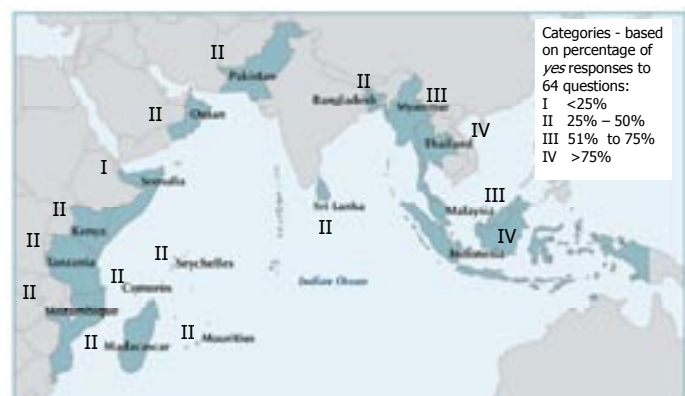 Categories - based
on percentage of
yes responses to
64 questions:
I <25%
II 25% – 50%
III 51% to 75%
IV >75%
II
Pakistan
II
Bangladesh
III
Myanmar
II
Oman
IV
Thailand
I
Somalia
III
Malaysia
II
Kenya
Sri Lanka
II
IV
Indonesia
II
Tanzania
II
Seychelles
II
Comoros
Indian Ocean
II
Mozambique
II
Madagascar
II
Mauritius